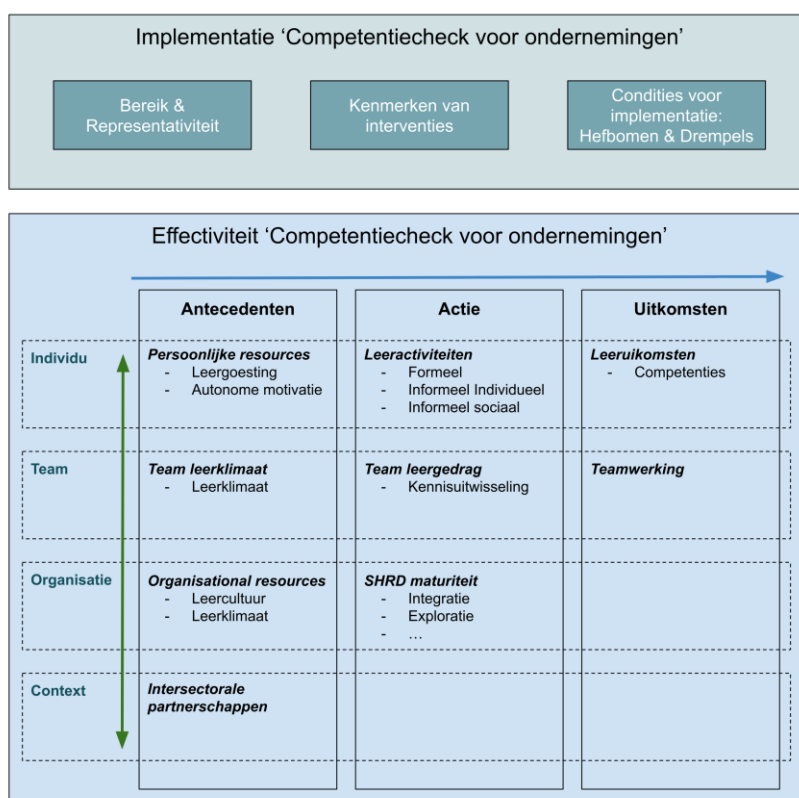 Implementatie ‘Competentiecheck voor ondernemingen’
Bereik &
Representativiteit
Kenmerken van
interventies
Condities voor
implementatie:
Hefbomen & Drempels
Effectiviteit ‘Competentiecheck voor ondernemingen’
Antecedenten
Actie
Uitkomsten
Individu
Persoonlijke resources
- Leergoesting
- Autonome motivatie
Leeractiviteiten
- Formeel
- Informeel Individueel
- Informeel sociaal
Leeruikomsten
- Competenties
Team
Team leerklimaat
- Leerklimaat
Team leergedrag
- Kennisuitwisseling
Teamwerking
Organisatie
Organisational resources
- Leercultuur
- Leerklimaat
SHRD maturiteit
- Integratie
- Exploratie
- …
Context
Intersectorale
partnerschappen